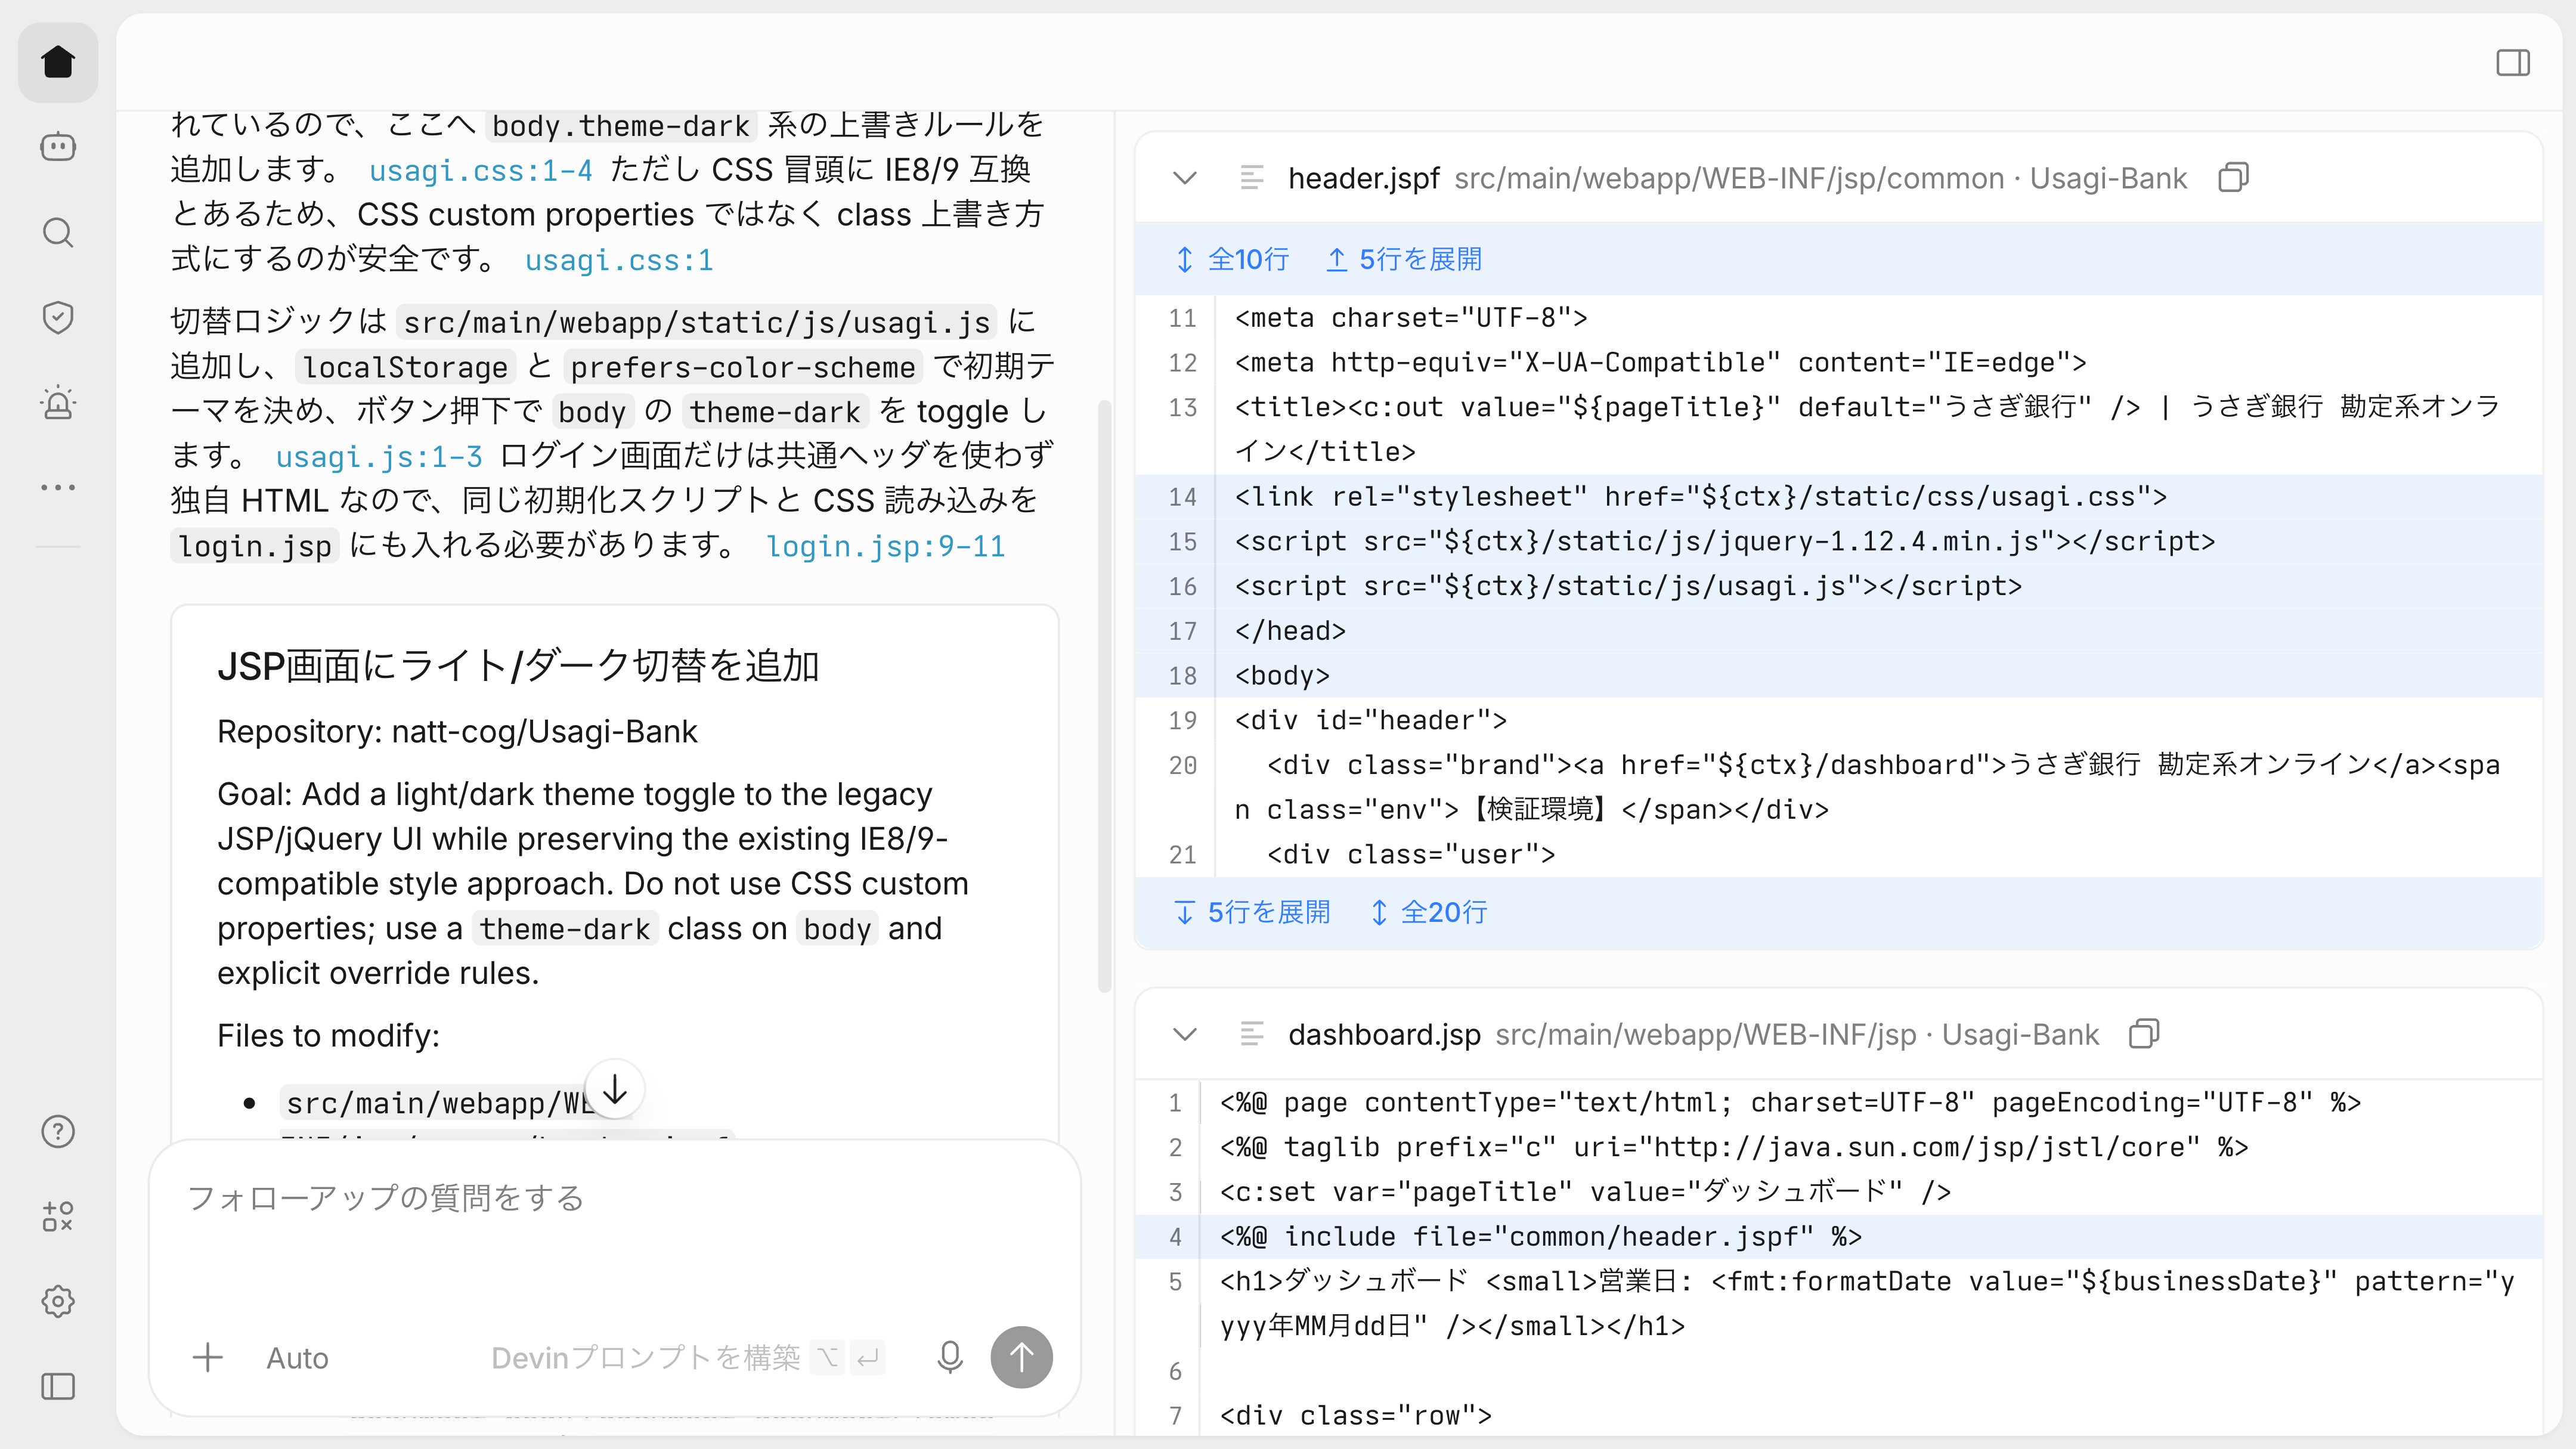 れているので、ここへ body.theme-dark 系の上書きルールを
追加します。 usagi.css:1-4 ただし CSS 冒頭に IE8/9 互換
とあるため、CSS custom properties ではなく class 上書き方
式にするのが安全です。 usagi.css:1
切替ロジックは src/main/webapp/static/js/usagi.js に
追加し、localStorage と prefers-color-scheme で初期テ
ーマを決め、ボタン押下で body の theme-dark を toggle し
ます。 usagi.js:1-3 ログイン画面だけは共通ヘッダを使わず
独自 HTML なので、同じ初期化スクリプトと CSS 読み込みを
login.jsp にも入れる必要があります。 login.jsp:9-11
JSP画面にライト/ダーク切替を追加
Repository: natt-cog/Usagi-Bank
Goal: Add a light/dark theme toggle to the legacy
JSP/jQuery UI while preserving the existing IE8/9-
compatible style approach. Do not use CSS custom
properties; use a theme-dark class on body and
explicit override rules.
Files to modify:
• src/main/webapp/WE
フォローアップの質問をする
Auto Devinプロンプトを構築 ⌥ ↵
header.jspf src/main/webapp/WEB-INF/jsp/common · Usagi-Bank
全10行 5行を展開
11 <meta charset="UTF-8">
12 <meta http-equiv="X-UA-Compatible" content="IE=edge">
13 <title><c:out value="${pageTitle}" default="うさぎ銀行" /> | うさぎ銀行 勘定系オンラ
イン</title>
14 <link rel="stylesheet" href="${ctx}/static/css/usagi.css">
15 <script src="${ctx}/static/js/jquery-1.12.4.min.js"></script>
16 <script src="${ctx}/static/js/usagi.js"></script>
17 </head>
18 <body>
19 <div id="header">
20   <div class="brand"><a href="${ctx}/dashboard">うさぎ銀行 勘定系オンライン</a><spa
n class="env">【検証環境】</span></div>
21   <div class="user">
5行を展開 全20行
dashboard.jsp src/main/webapp/WEB-INF/jsp · Usagi-Bank
1 <%@ page contentType="text/html; charset=UTF-8" pageEncoding="UTF-8" %>
2 <%@ taglib prefix="c" uri="http://java.sun.com/jsp/jstl/core" %>
3 <c:set var="pageTitle" value="ダッシュボード" />
4 <%@ include file="common/header.jspf" %>
5 <h1>ダッシュボード <small>営業日: <fmt:formatDate value="${businessDate}" pattern="y
yyy年MM月dd日" /></small></h1>
6
7 <div class="row">